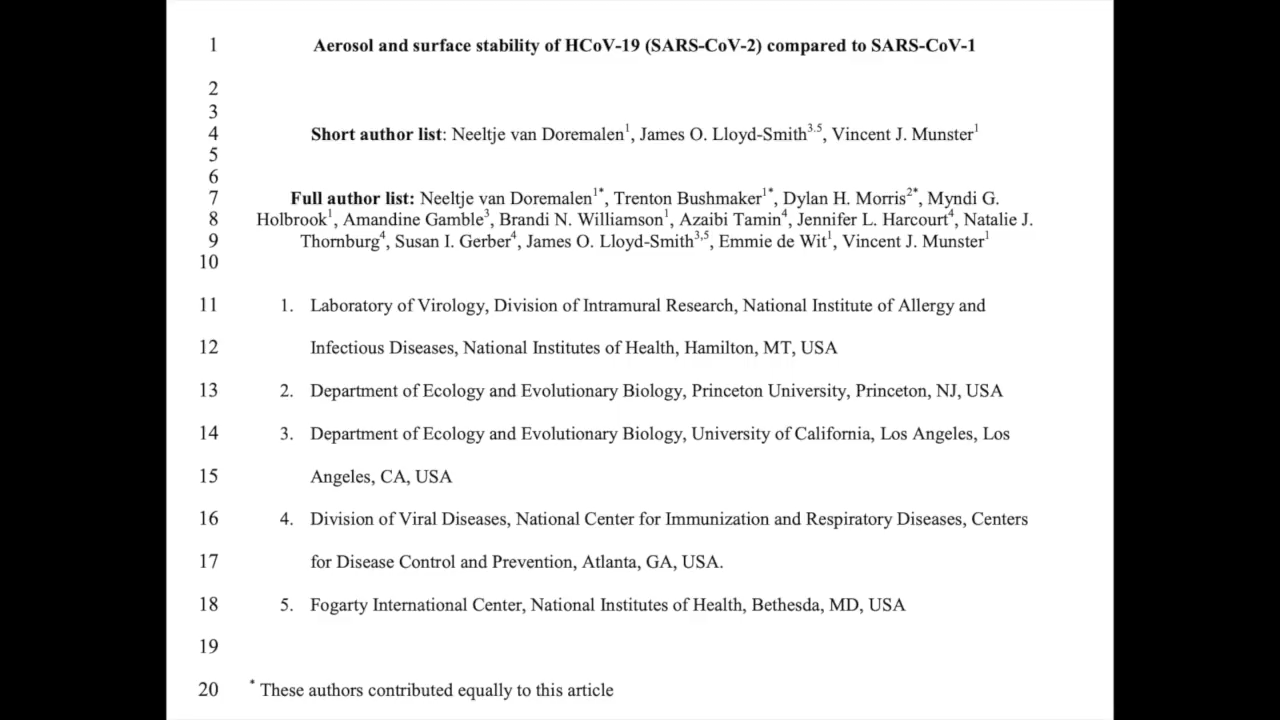 1 Aerosol and surface stability of HCoV-19 (SARS-CoV-2) compared to SARS-CoV-1
2
3
4 Short author list: Neeltje van Doremalen1, James O. Lloyd-Smith3.5, Vincent J. Munster1
5
6
7 Full author list: Neeltje van Doremalen1*, Trenton Bushmaker1*, Dylan H. Morris2*, Myndi G.
8 Holbrook1, Amandine Gamble3, Brandi N. Williamson1, Azaibi Tamin4, Jennifer L. Harcourt4, Natalie J.
9 Thornburg4, Susan I. Gerber4, James O. Lloyd-Smith3,5, Emmie de Wit1, Vincent J. Munster1
10
11 1. Laboratory of Virology, Division of Intramural Research, National Institute of Allergy and
12 Infectious Diseases, National Institutes of Health, Hamilton, MT, USA
13 2. Department of Ecology and Evolutionary Biology, Princeton University, Princeton, NJ, USA
14 3. Department of Ecology and Evolutionary Biology, University of California, Los Angeles, Los
15 Angeles, CA, USA
16 4. Division of Viral Diseases, National Center for Immunization and Respiratory Diseases, Centers
17 for Disease Control and Prevention, Atlanta, GA, USA.
18 5. Fogarty International Center, National Institutes of Health, Bethesda, MD, USA
19
20 * These authors contributed equally to this article